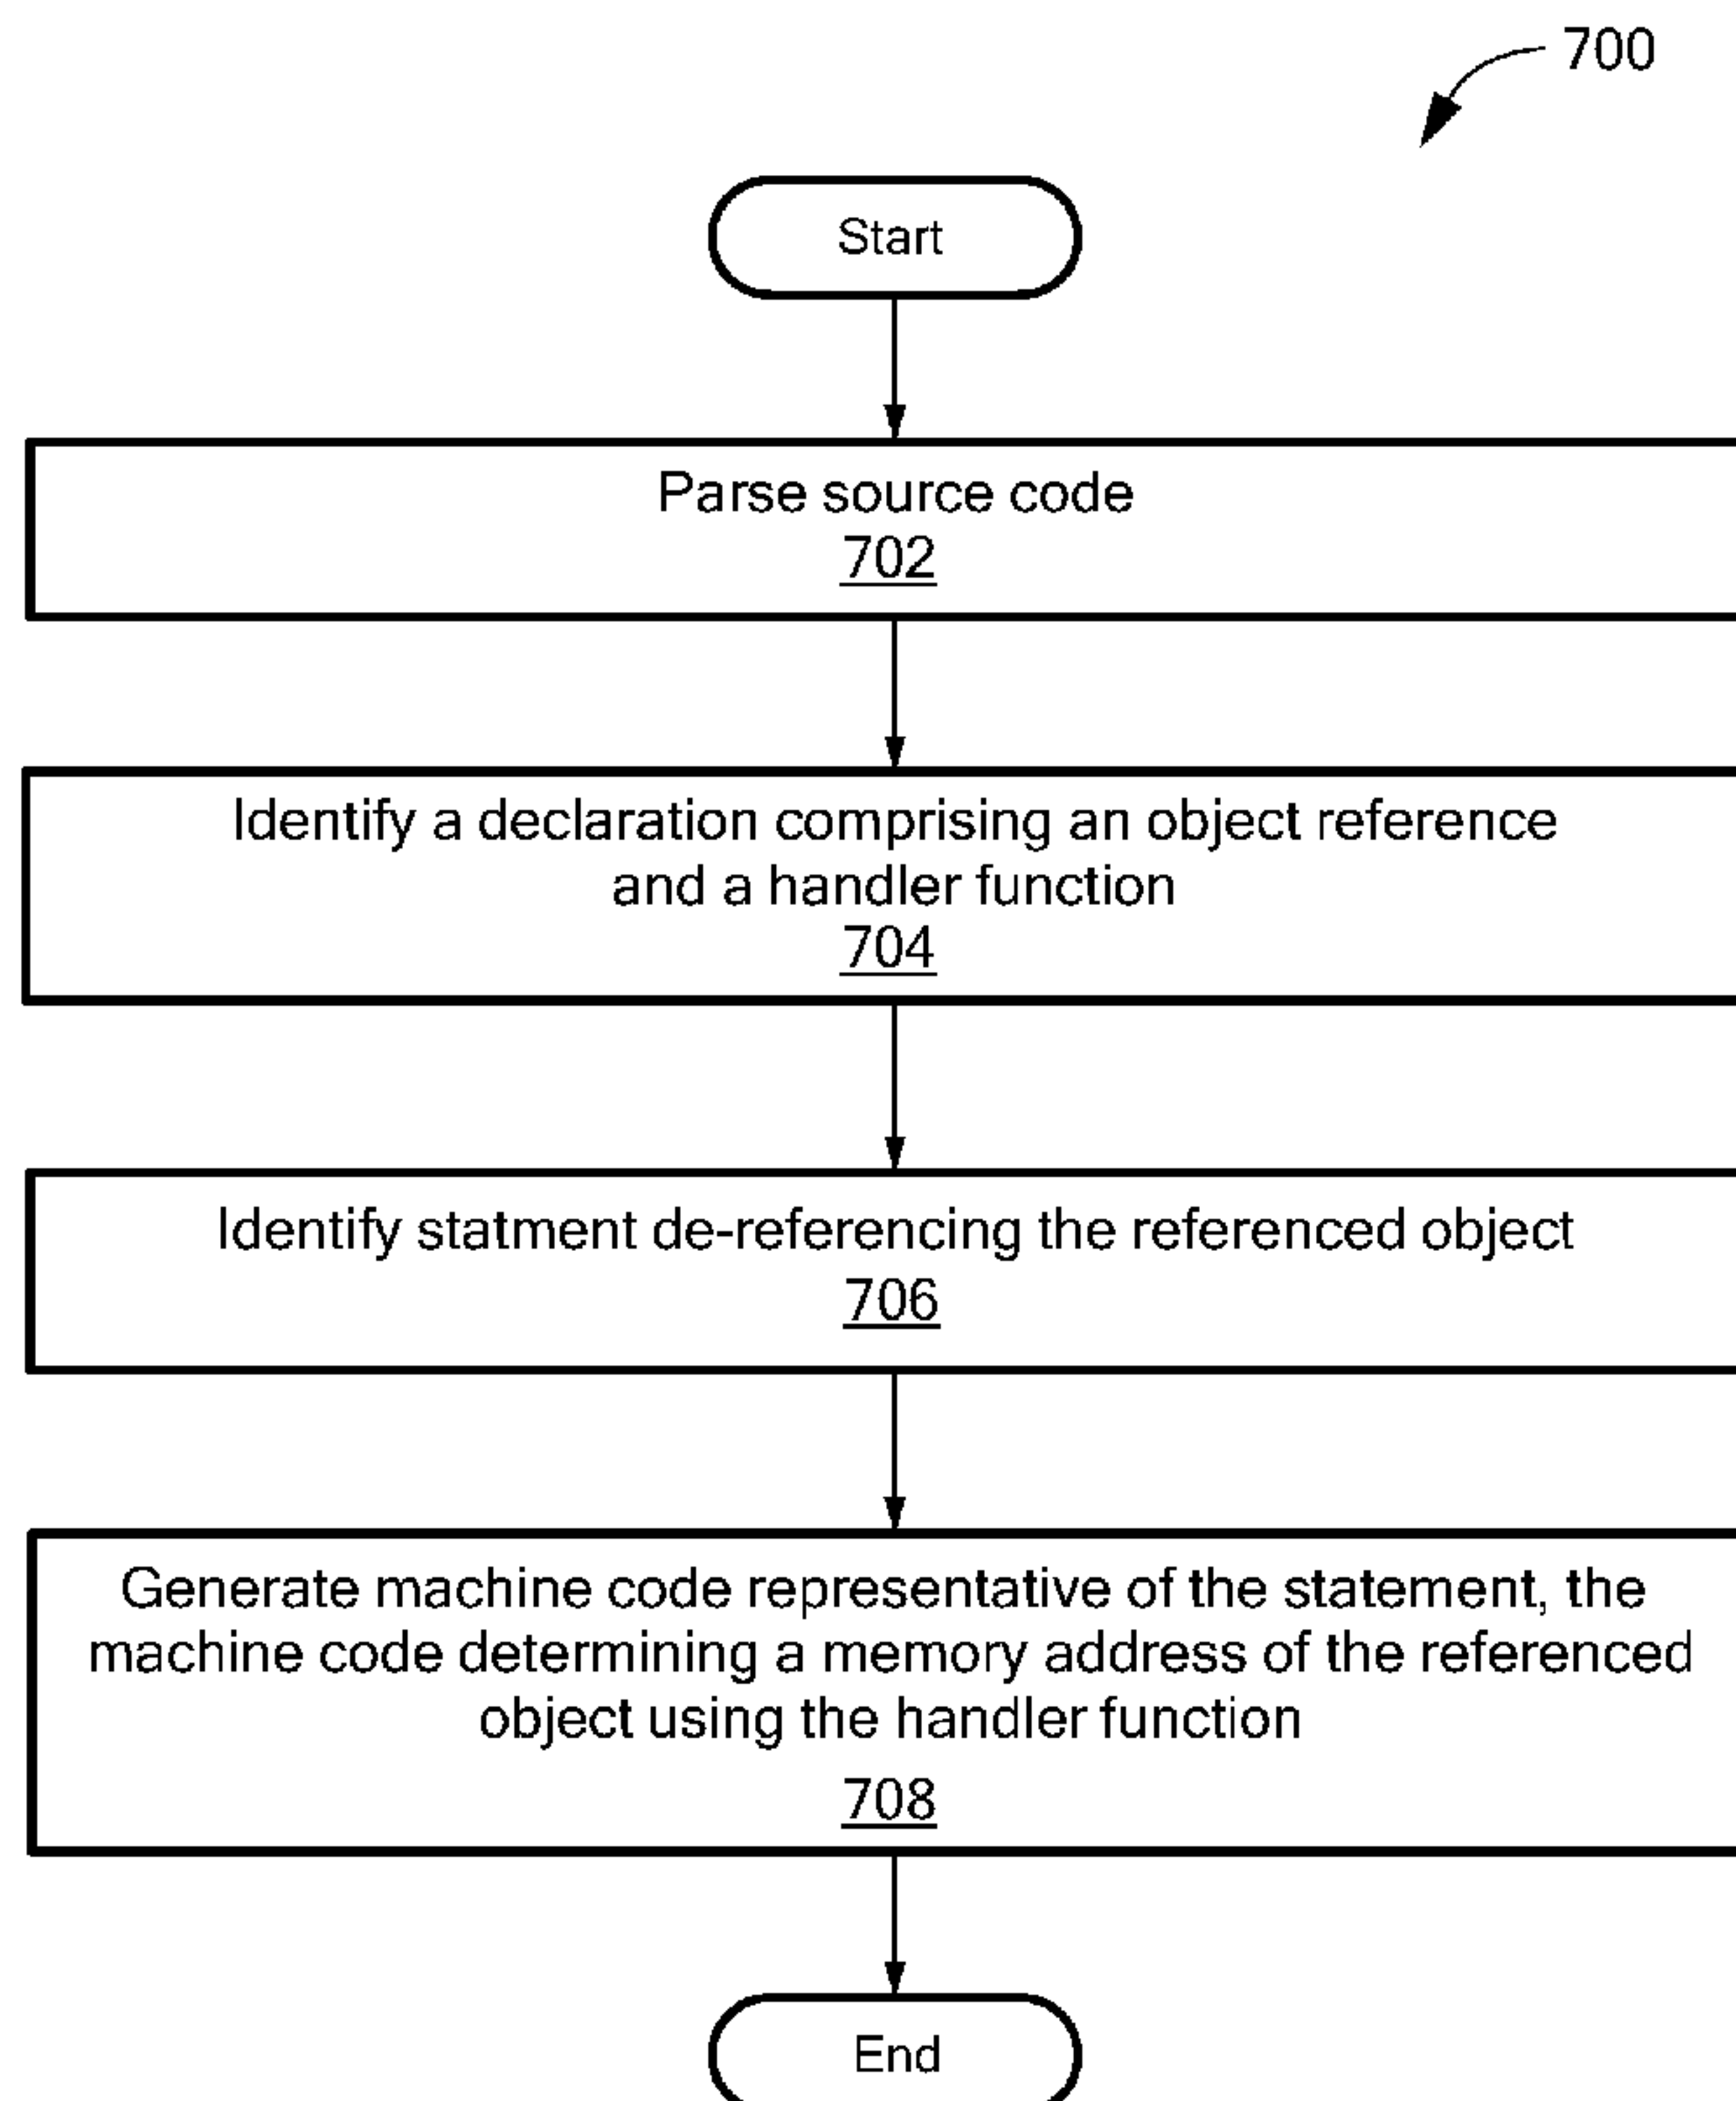 700
Start
Parse source code
702
Identify a declaration comprising an object reference
and a handler function
704
Identify statment de-referencing the referenced object
706
Generate machine code representative of the statement, the
machine code determining a memory address of the referenced
object using the handler function
708
End